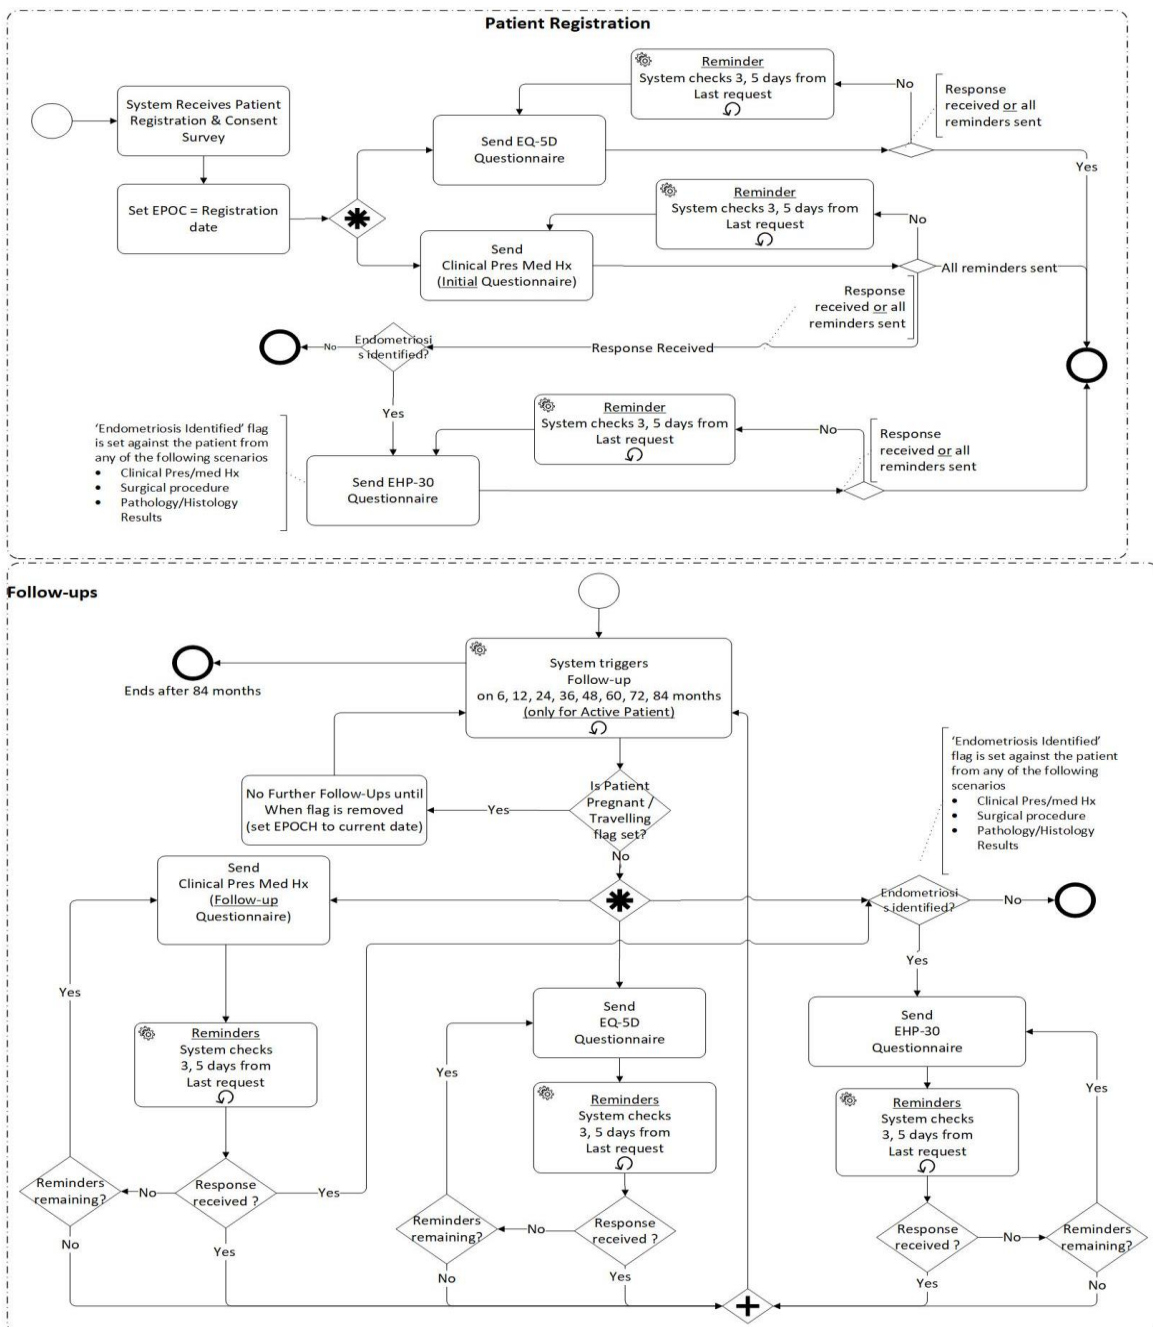 Patient Registration
System Receives Patient
Registration & Consent
Survey
Set EPOC = Registration
date
Reminder
System checks 3, 5 days from
Last request
No
Response
received or all
reminders sent
Send EQ-5D
Questionnaire
Yes
Reminder
System checks 3, 5 days from
Last request
No
Send
Clinical Pres Med Hx
(Initial Questionnaire)
All reminders sent
Response
received or all
reminders sent
Response Received
Endometriosi
s identified?
No
Yes
Reminder
System checks 3, 5 days from
Last request
No
Response
received or all
reminders sent
'Endometriosis Identified' flag
is set against the patient from
any of the following scenarios
• Clinical Pres/med Hx
• Surgical procedure
• Pathology/Histology
Results
Send EHP-30
Questionnaire
Follow-ups
System triggers
Follow-up
on 6, 12, 24, 36, 48, 60, 72, 84 months
(only for Active Patient)
Ends after 84 months
Is Patient
Pregnant /
Travelling
flag set?
Yes
No
No Further Follow-Ups until
When flag is removed
(set EPOCH to current date)
'Endometriosis Identified'
flag is set against the patient
from any of the following
scenarios
• Clinical Pres/med Hx
• Surgical procedure
• Pathology/Histology
Results
Send
Clinical Pres Med Hx
(Follow-up
Questionnaire)
Endometriosi
s identified?
No
Yes
Yes
Reminders
System checks
3, 5 days from
Last request
Send
EQ-5D
Questionnaire
Send
EHP-30
Questionnaire
Yes
Reminders
System checks
3, 5 days from
Last request
Yes
Reminders
System checks
3, 5 days from
Last request
Reminders
remaining?
No
Response
received ?
Yes
No
Yes
Reminders
remaining?
No
Response
received ?
No
Yes
Response
received ?
No
Reminders
remaining?
Yes
No